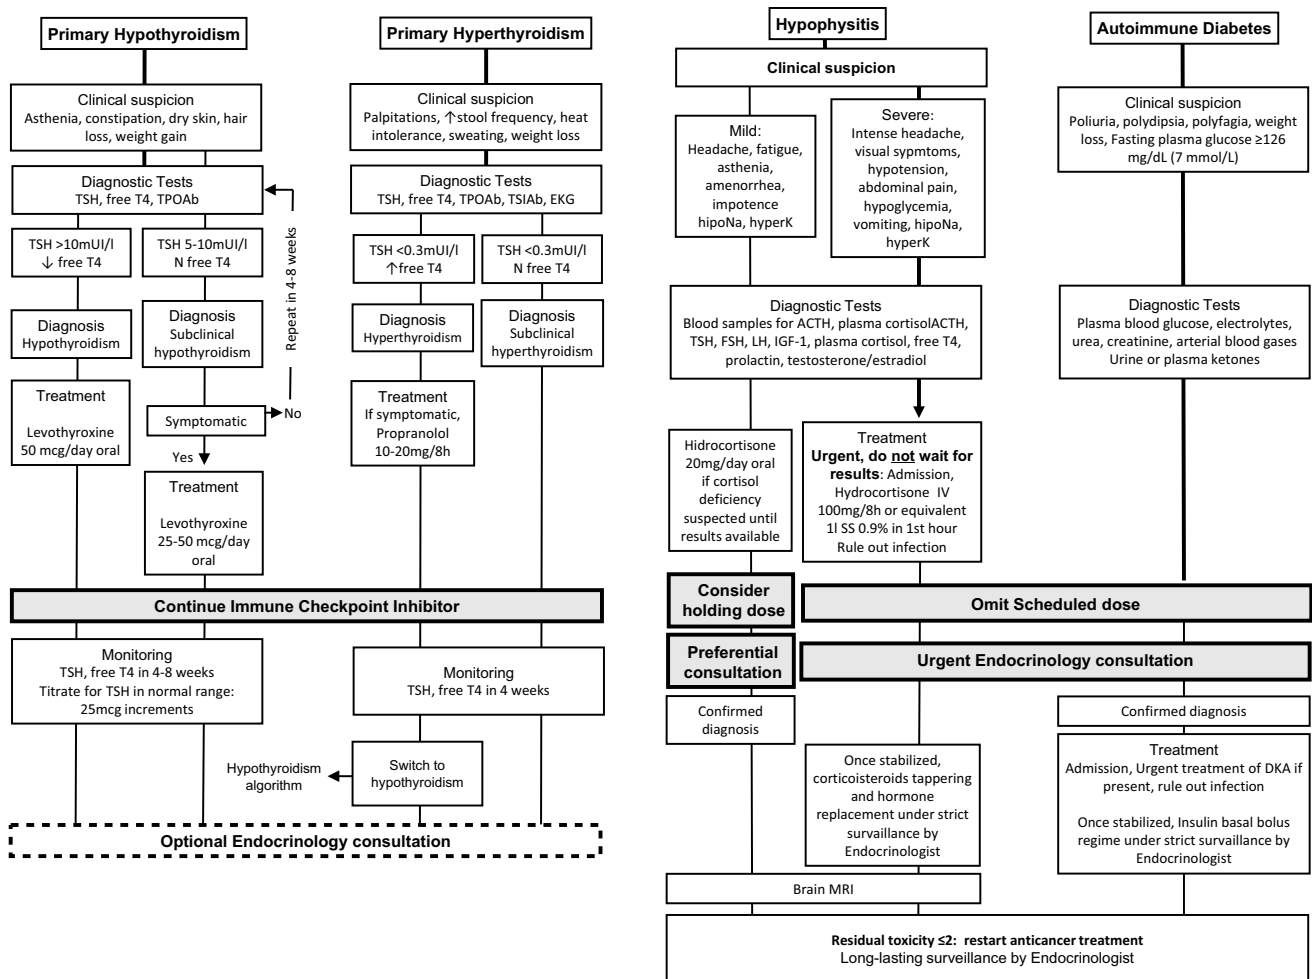 Primary Hypothyroidism
Clinical suspicion
Asthenia, constipation, dry skin, hair
loss, weight gain
Diagnostic Tests
TSH, free T4, TPOAb
TSH >10mUI/l
↓ free T4
TSH 5-10mUI/l
N free T4
Repeat in 4-8 weeks
Diagnosis
Hypothyroidism
Diagnosis
Subclinical
hypothyroidism
Treatment
Levothyroxine
50 mcg/day oral
Symptomatic
No
Yes
Treatment
Levothyroxine
25-50 mcg/day
oral
Primary Hyperthyroidism
Clinical suspicion
Palpitations, ↑stool frequency, heat
intolerance, sweating, weight loss
Diagnostic Tests
TSH, free T4, TPOAb, TSIAb, EKG
TSH <0.3mUI/l
↑free T4
TSH <0.3mUI/l
N free T4
Diagnosis
Hyperthyroidism
Diagnosis
Subclinical
hyperthyroidism
Treatment
If symptomatic,
Propranolol
10-20mg/8h
Continue Immune Checkpoint Inhibitor
Monitoring
TSH, free T4 in 4-8 weeks
Titrate for TSH in normal range:
25mcg increments
Monitoring
TSH, free T4 in 4 weeks
Switch to
hypothyroidism
Hypothyroidism
algorithm
Optional Endocrinology consultation
Hypophysitis
Clinical suspicion
Mild:
Headache, fatigue,
asthenia,
amenorrhea,
impotence
hipoNa, hyperK
Severe:
Intense headache,
visual sypmtoms,
hypotension,
abdominal pain,
hypoglycemia,
vomiting, hipoNa,
hyperK
Diagnostic Tests
Blood samples for ACTH, plasma cortisolACTH,
TSH, FSH, LH, IGF-1, plasma cortisol, free T4,
prolactin, testosterone/estradiol
Hidrocortisone
20mg/day oral
if cortisol
deficiency
suspected until
results available
Treatment
Urgent, do not wait for
results: Admission,
Hydrocortisone IV
100mg/8h or equivalent
1l SS 0.9% in 1st hour
Rule out infection
Autoimmune Diabetes
Clinical suspicion
Poliuria, polydipsia, polyfagia, weight
loss, Fasting plasma glucose ≥126
mg/dL (7 mmol/L)
Diagnostic Tests
Plasma blood glucose, electrolytes,
urea, creatinine, arterial blood gases
Urine or plasma ketones
Consider
holding dose
Omit Scheduled dose
Preferential
consultation
Urgent Endocrinology consultation
Confirmed
diagnosis
Once stabilized,
corticoisteroids tappering
and hormone
replacement under strict
survaillance by
Endocrinologist
Confirmed diagnosis
Treatment
Admission, Urgent treatment of DKA if
present, rule out infection
Once stabilized, Insulin basal bolus
regime under strict survaillance by
Endocrinologist
Brain MRI
Residual toxicity ≤2: restart anticancer treatment
Long-lasting surveillance by Endocrinologist